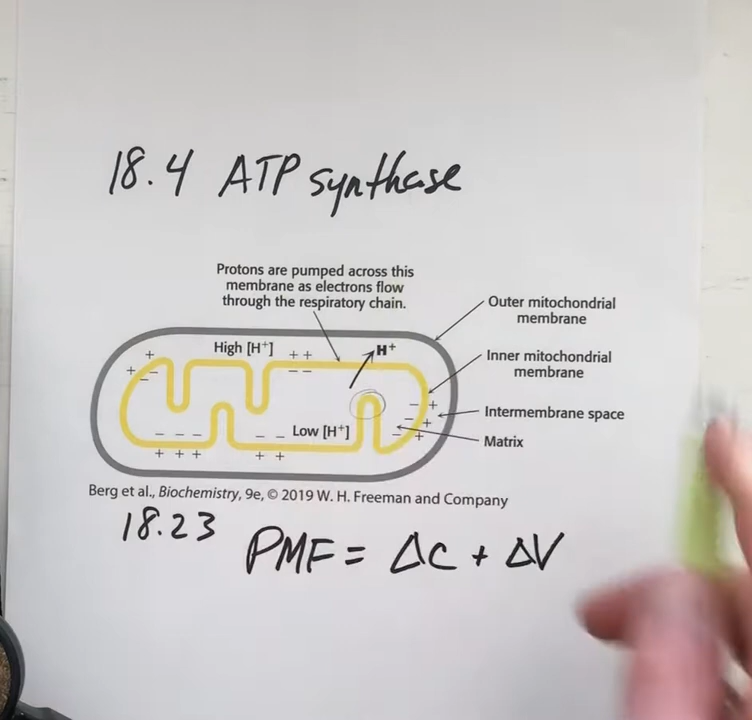 18.4 ATP synthase
Protons are pumped across this
membrane as electrons flow
through the respiratory chain.
Outer mitochondrial
membrane
High [H⁺]
+ +
H⁺
+
+
−
− −
Inner mitochondrial
membrane
− +
− +
− +
Intermembrane space
Low [H⁺]
Matrix
− − −
− −
+ + +
+ +
Berg et al., Biochemistry, 9e, © 2019 W. H. Freeman and Company
18.23
PMF = ΔC + ΔV